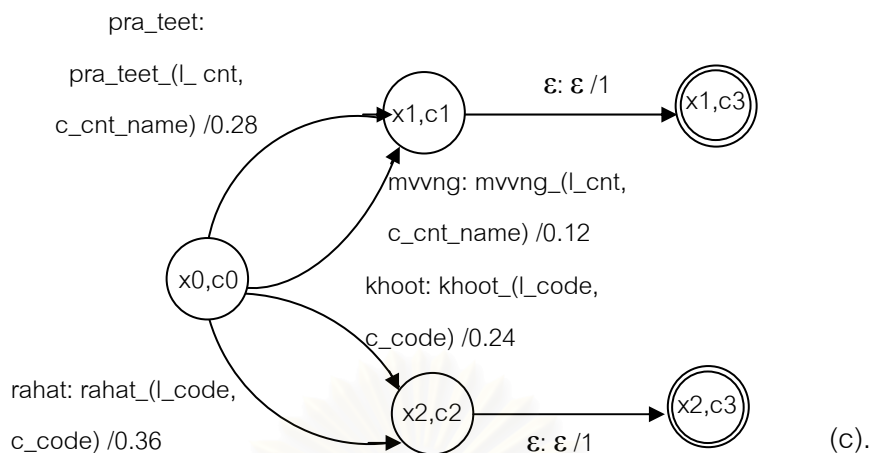 pra_teet:
pra_teet_(l_ cnt,
c_cnt_name) /0.28
ε: ε /1
x1,c1
x1,c3
mvvng: mvvng_(l_cnt,
c_cnt_name) /0.12
x0,c0
khoot: khoot_(l_code,
c_code) /0.24
rahat: rahat_(l_code,
c_code) /0.36
x2,c2
x2,c3
ε: ε /1
(c).